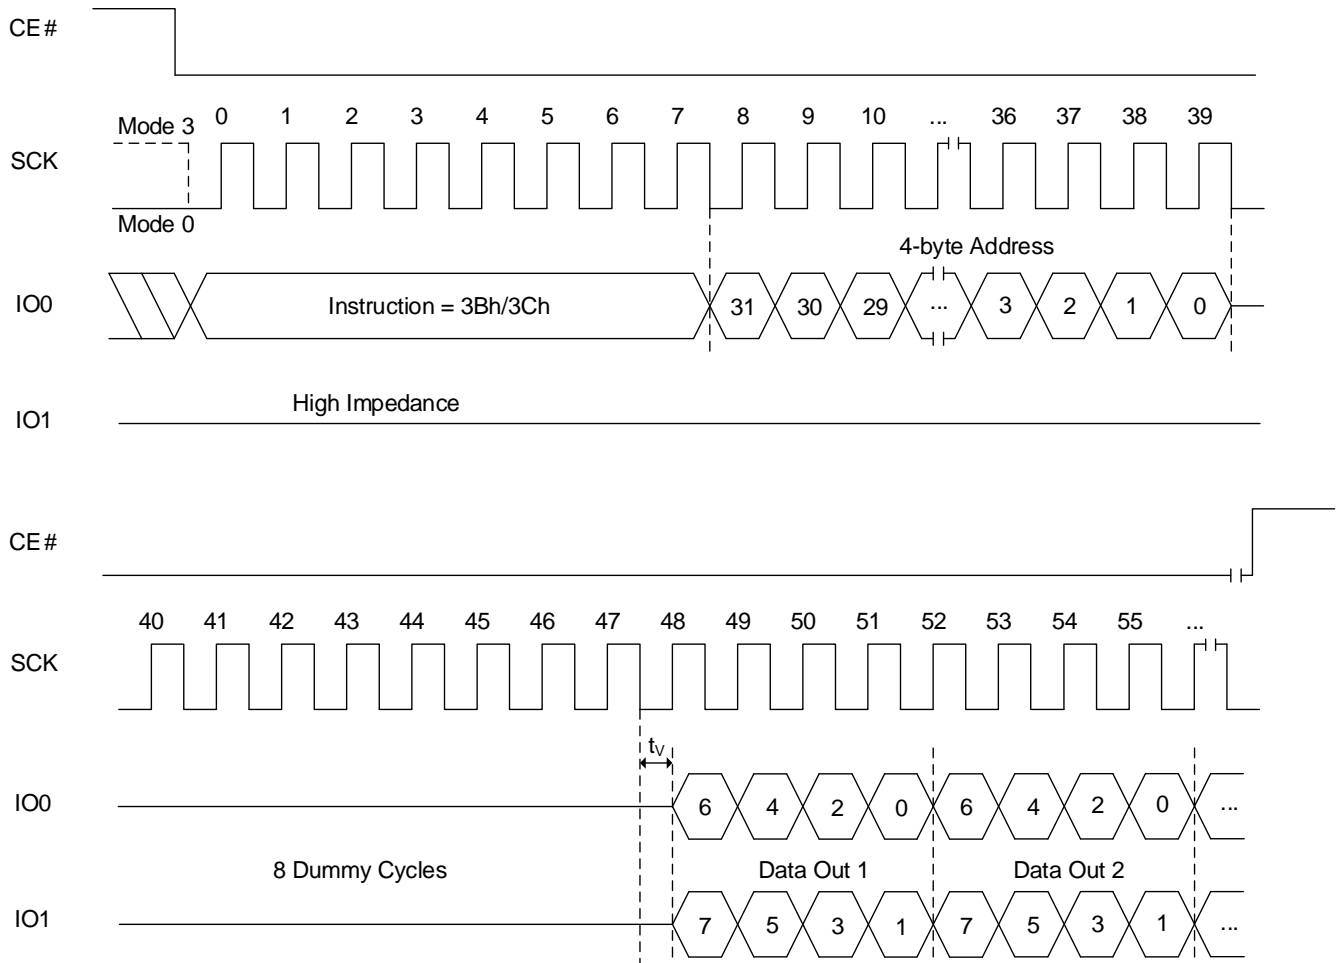 CE#
Mode 3 0 1 2 3 4 5 6 7 8 9 10 ... 36 37 38 39
SCK
Mode 0
4-byte Address
IO0 Instruction = 3Bh/3Ch 31 30 29 ... 3 2 1 0
High Impedance
IO1
CE#
40 41 42 43 44 45 46 47 48 49 50 51 52 53 54 55 ...
SCK
tV
IO0 6 4 2 0 6 4 2 0 ...
8 Dummy Cycles Data Out 1 Data Out 2
IO1 7 5 3 1 7 5 3 1 ...